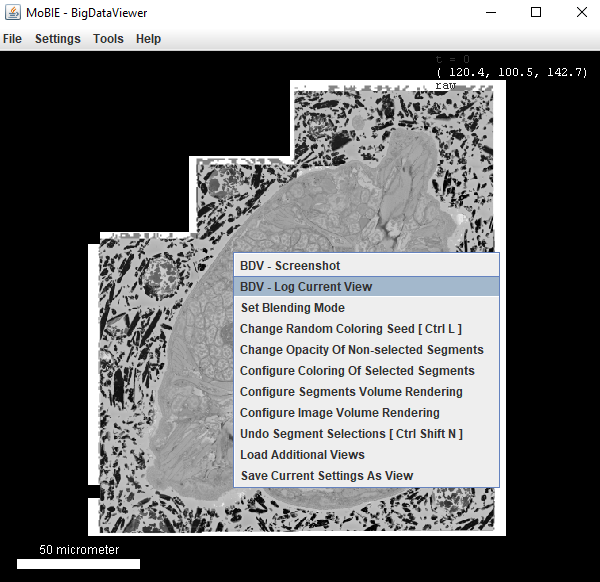 MoBIE - BigDataViewer
File Settings Tools Help
t = 0
( 120.4, 100.5, 142.7)
raw
BDV - Screenshot
BDV - Log Current View
Set Blending Mode
Change Random Coloring Seed [ Ctrl L ]
Change Opacity Of Non-selected Segments
Configure Coloring Of Selected Segments
Configure Segments Volume Rendering
Configure Image Volume Rendering
Undo Segment Selections [ Ctrl Shift N ]
Load Additional Views
Save Current Settings As View
50 micrometer